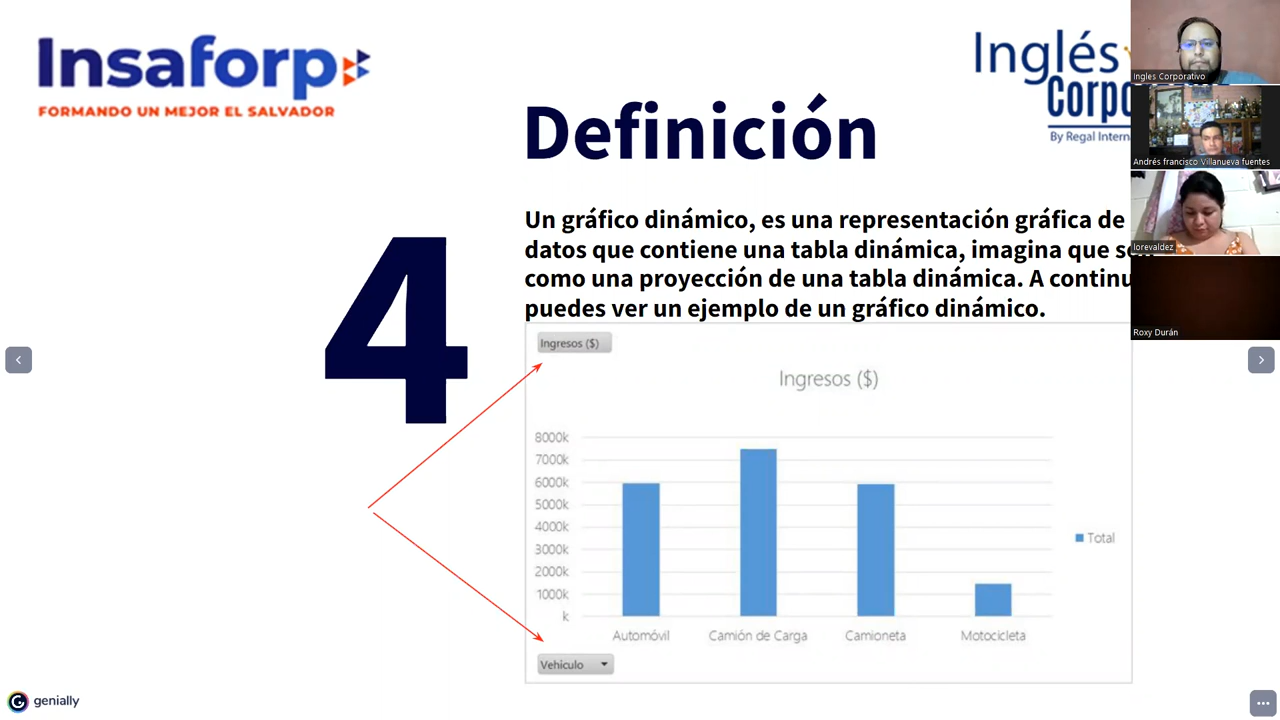 Insaforp
FORMANDO UN MEJOR EL SALVADOR
Inglés
Corpo
By Regal Intern
Definición
4
Un gráfico dinámico, es una representación gráfica de
datos que contiene una tabla dinámica, imagina que
como una proyección de una tabla dinámica. A continu
puedes ver un ejemplo de un gráfico dinámico.
Ingresos ($)
Ingresos ($)
8000k
7000k
6000k
5000k
4000k
3000k
2000k
1000k
k
Automóvil Camión de Carga Camioneta Motocicleta
Total
Vehiculo
Ingles Corporativo
Andrés francisco Villanueva fuentes
lorevaldez
Roxy Durán
genially